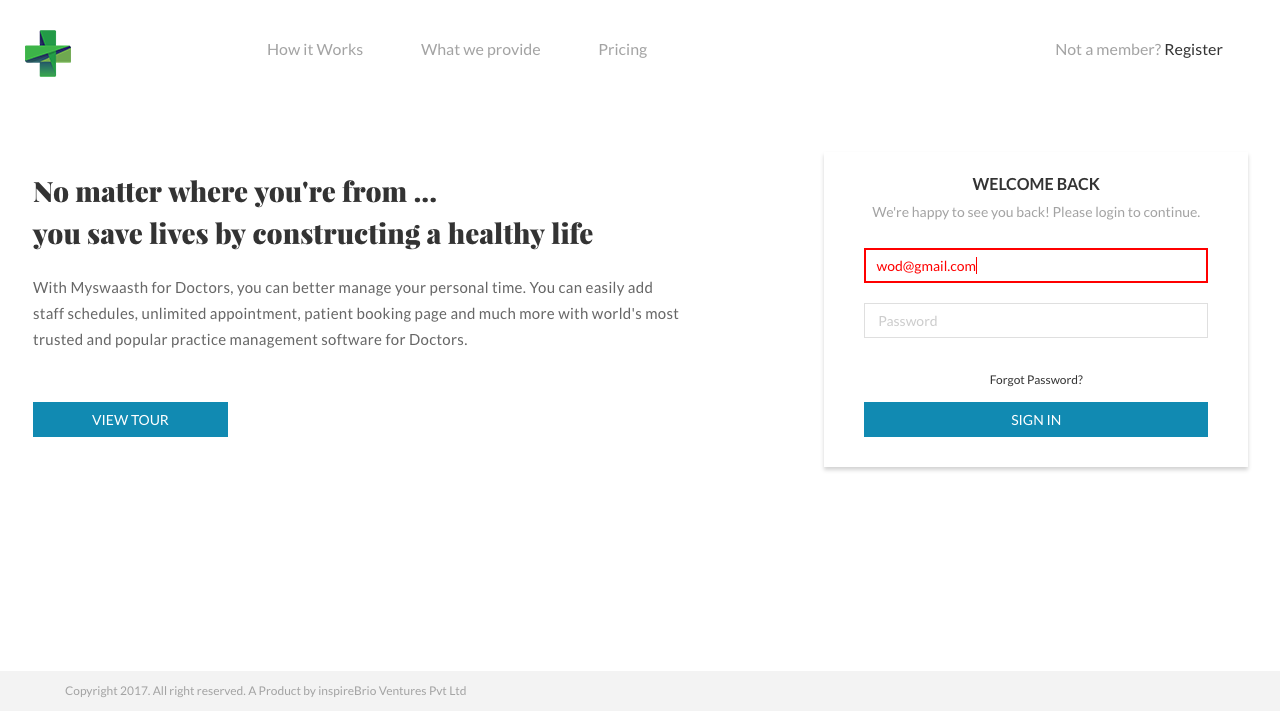 How it Works
What we provide
Pricing
Not a member? Register
No matter where you're from ...
you save lives by constructing a healthy life
With Myswaasth for Doctors, you can better manage your personal time. You can easily add
staff schedules, unlimited appointment, patient booking page and much more with world's most
trusted and popular practice management software for Doctors.
VIEW TOUR
WELCOME BACK
We're happy to see you back! Please login to continue.
wod@gmail.com
Password
Forgot Password?
SIGN IN
Copyright 2017. All right reserved. A Product by inspireBrio Ventures Pvt Ltd